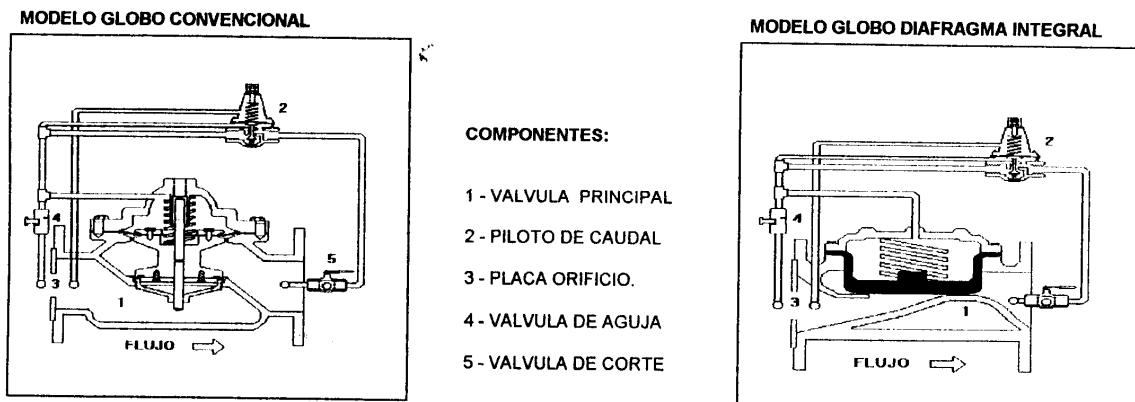 MODELO GLOBO CONVENCIONAL
2
4
3
1
5
FLUJO
COMPONENTES:
1 - VALVULA PRINCIPAL
2 - PILOTO DE CAUDAL
3 - PLACA ORIFICIO.
4 - VALVULA DE AGUJA
5 - VALVULA DE CORTE
MODELO GLOBO DIAFRAGMA INTEGRAL
2
4
3
1
FLUJO